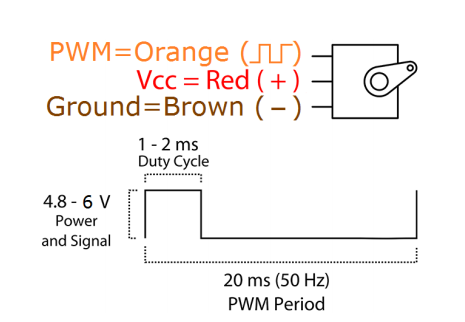 PWM=Orange (⎍⎍)
Vcc = Red ( + )
Ground=Brown ( − )
1 - 2 ms
Duty Cycle
4.8 - 6 V
Power
and Signal
20 ms (50 Hz)
PWM Period